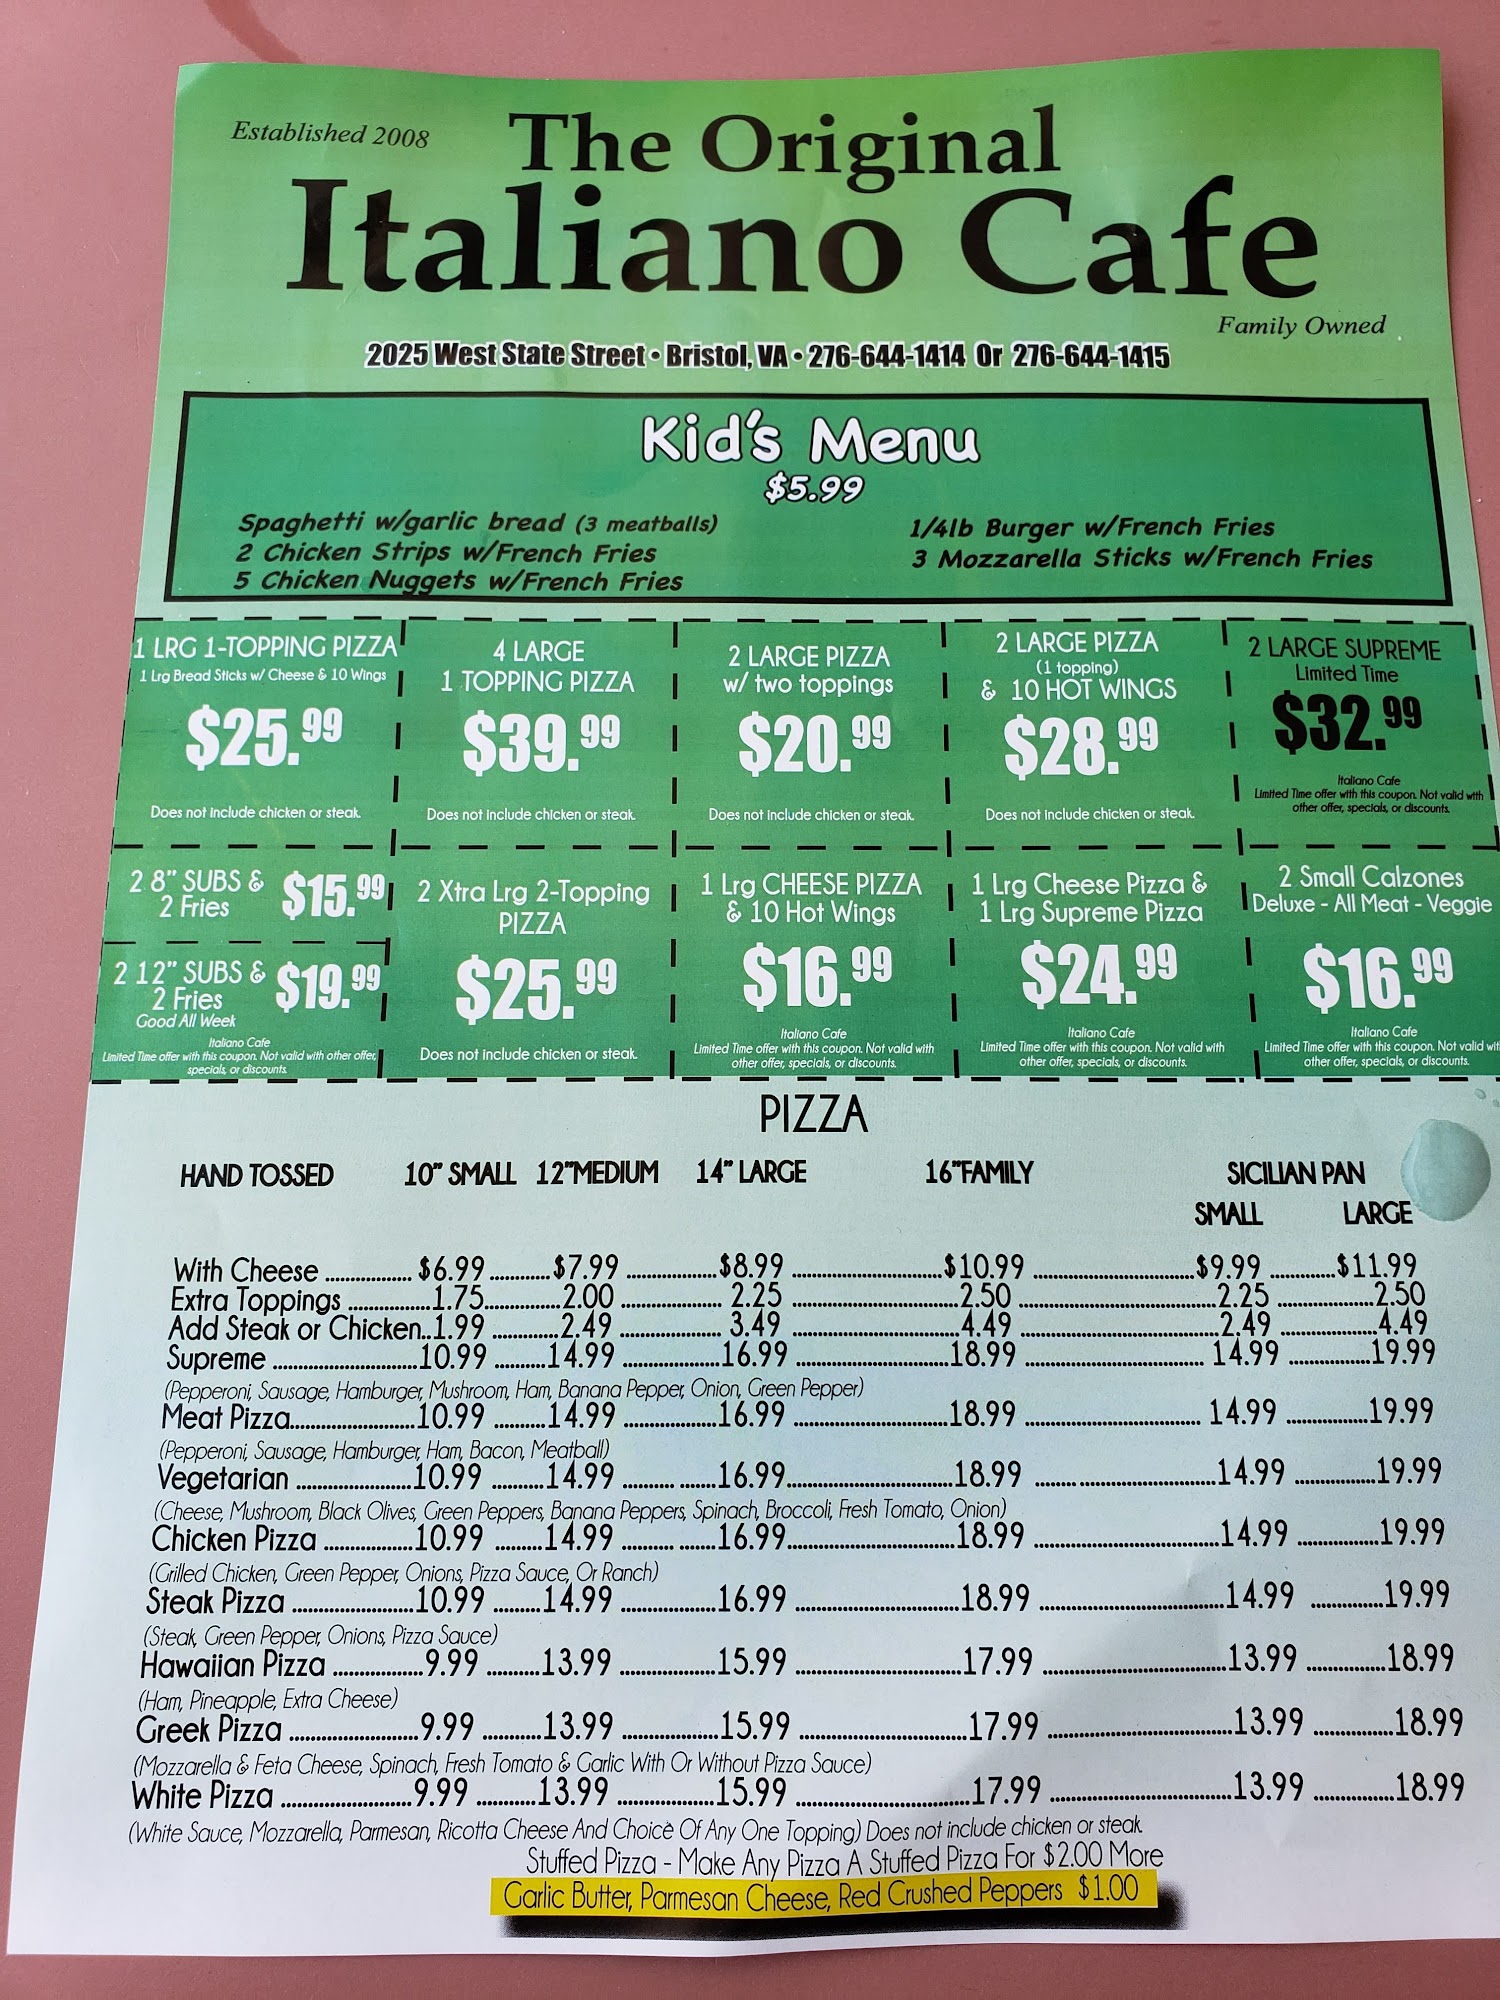 Established 2008
The Original
Italiano Cafe
Family Owned
2025 West State Street • Bristol, VA • 276-644-1414 Or 276-644-1415
Kid's Menu
$5.99
Spaghetti w/garlic bread (3 meatballs)
2 Chicken Strips w/French Fries
5 Chicken Nuggets w/French Fries
1/4lb Burger w/French Fries
3 Mozzarella Sticks w/French Fries
1 LRG 1-TOPPING PIZZA
1 Lrg Bread Sticks w/ Cheese & 10 Wings
$25.99
Does not include chicken or steak.
4 LARGE
1 TOPPING PIZZA
$39.99
Does not include chicken or steak.
2 LARGE PIZZA
w/ two toppings
$20.99
Does not include chicken or steak.
2 LARGE PIZZA
(1 topping)
& 10 HOT WINGS
$28.99
Does not include chicken or steak.
2 LARGE SUPREME
Limited Time
$32.99
Italiano Cafe
Limited Time offer with this coupon. Not valid with
other offer, specials, or discounts.
2 8" SUBS &
2 Fries
$15.99
2 12" SUBS &
2 Fries
$19.99
Good All Week
Italiano Cafe
Limited Time offer with this coupon. Not valid with other offer,
specials, or discounts.
2 Xtra Lrg 2-Topping
PIZZA
$25.99
Does not include chicken or steak.
1 Lrg CHEESE PIZZA
& 10 Hot Wings
$16.99
Italiano Cafe
Limited Time offer with this coupon. Not valid with
other offer, specials, or discounts.
1 Lrg Cheese Pizza &
1 Lrg Supreme Pizza
$24.99
Italiano Cafe
Limited Time offer with this coupon. Not valid with
other offer, specials, or discounts.
2 Small Calzones
Deluxe - All Meat - Veggie
$16.99
Italiano Cafe
Limited Time offer with this coupon. Not valid wit
other offer, specials, or discounts.
PIZZA
HAND TOSSED 10" SMALL 12"MEDIUM 14" LARGE 16"FAMILY SICILIAN PAN
SMALL LARGE
With Cheese ........ $6.99 ........ $7.99 ........ $8.99 ........ $10.99 ........ $9.99 ........ $11.99
Extra Toppings ........ 1.75 ........ 2.00 ........ 2.25 ........ 2.50 ........ 2.25 ........ 2.50
Add Steak or Chicken.. 1.99 ........ 2.49 ........ 3.49 ........ 4.49 ........ 2.49 ........ 4.49
Supreme ........ 10.99 ........ 14.99 ........ 16.99 ........ 18.99 ........ 14.99 ........ 19.99
(Pepperoni, Sausage, Hamburger, Mushroom, Ham, Banana Pepper, Onion, Green Pepper)
Meat Pizza ........ 10.99 ........ 14.99 ........ 16.99 ........ 18.99 ........ 14.99 ........ 19.99
(Pepperoni, Sausage, Hamburger, Ham, Bacon, Meatball)
Vegetarian ........ 10.99 ........ 14.99 ........ 16.99 ........ 18.99 ........ 14.99 ........ 19.99
(Cheese, Mushroom, Black Olives, Green Peppers, Banana Peppers, Spinach, Broccoli, Fresh Tomato, Onion)
Chicken Pizza ........ 10.99 ........ 14.99 ........ 16.99 ........ 18.99 ........ 14.99 ........ 19.99
(Grilled Chicken, Green Pepper, Onions, Pizza Sauce, Or Ranch)
Steak Pizza ........ 10.99 ........ 14.99 ........ 16.99 ........ 18.99 ........ 14.99 ........ 19.99
(Steak, Green Pepper, Onions, Pizza Sauce)
Hawaiian Pizza ........ 9.99 ........ 13.99 ........ 15.99 ........ 17.99 ........ 13.99 ........ 18.99
(Ham, Pineapple, Extra Cheese)
Greek Pizza ........ 9.99 ........ 13.99 ........ 15.99 ........ 17.99 ........ 13.99 ........ 18.99
(Mozzarella & Feta Cheese, Spinach, Fresh Tomato & Garlic With Or Without Pizza Sauce)
White Pizza ........ 9.99 ........ 13.99 ........ 15.99 ........ 17.99 ........ 13.99 ........ 18.99
(White Sauce, Mozzarella, Parmesan, Ricotta Cheese And Choice Of Any One Topping) Does not include chicken or steak.
Stuffed Pizza - Make Any Pizza A Stuffed Pizza For $2.00 More
Garlic Butter, Parmesan Cheese, Red Crushed Peppers $1.00